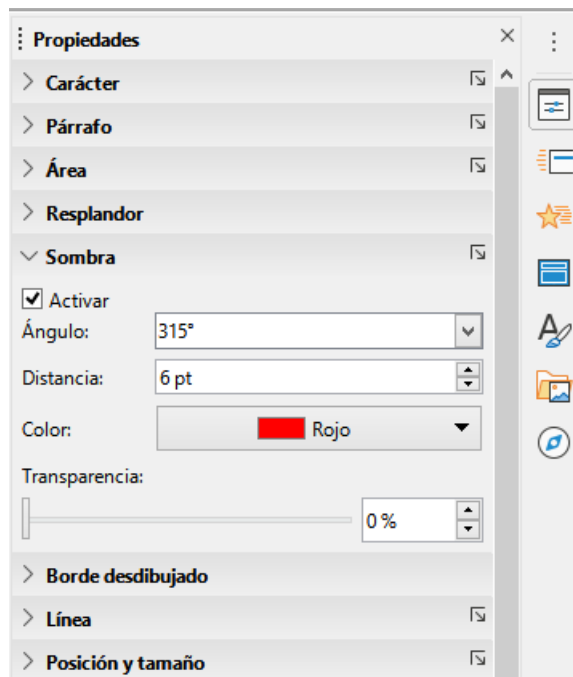 Propiedades
Carácter
Párrafo
Área
Resplandor
Sombra
Activar
Ángulo: 315°
Distancia: 6 pt
Color: Rojo
Transparencia:
0 %
Borde desdibujado
Línea
Posición y tamaño